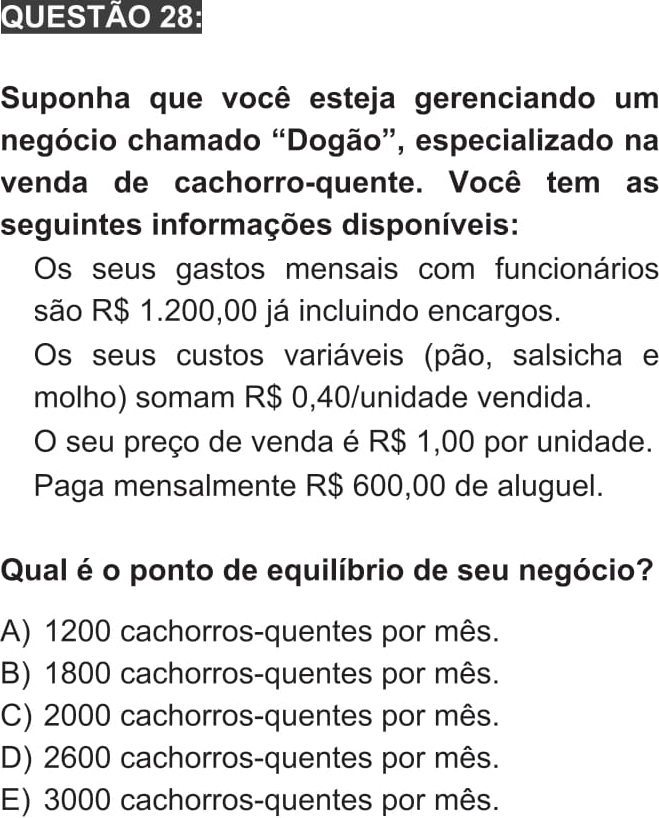 QUESTÃO 28:
Suponha que você esteja gerenciando um
negócio chamado “Dogão”, especializado na
venda de cachorro-quente. Você tem as
seguintes informações disponíveis:
Os seus gastos mensais com funcionários
são R$ 1.200,00 já incluindo encargos.
Os seus custos variáveis (pão, salsicha e
molho) somam R$ 0,40/unidade vendida.
O seu preço de venda é R$ 1,00 por unidade.
Paga mensalmente R$ 600,00 de aluguel.
Qual é o ponto de equilíbrio de seu negócio?
A) 1200 cachorros-quentes por mês.
B) 1800 cachorros-quentes por mês.
C) 2000 cachorros-quentes por mês.
D) 2600 cachorros-quentes por mês.
E) 3000 cachorros-quentes por mês.